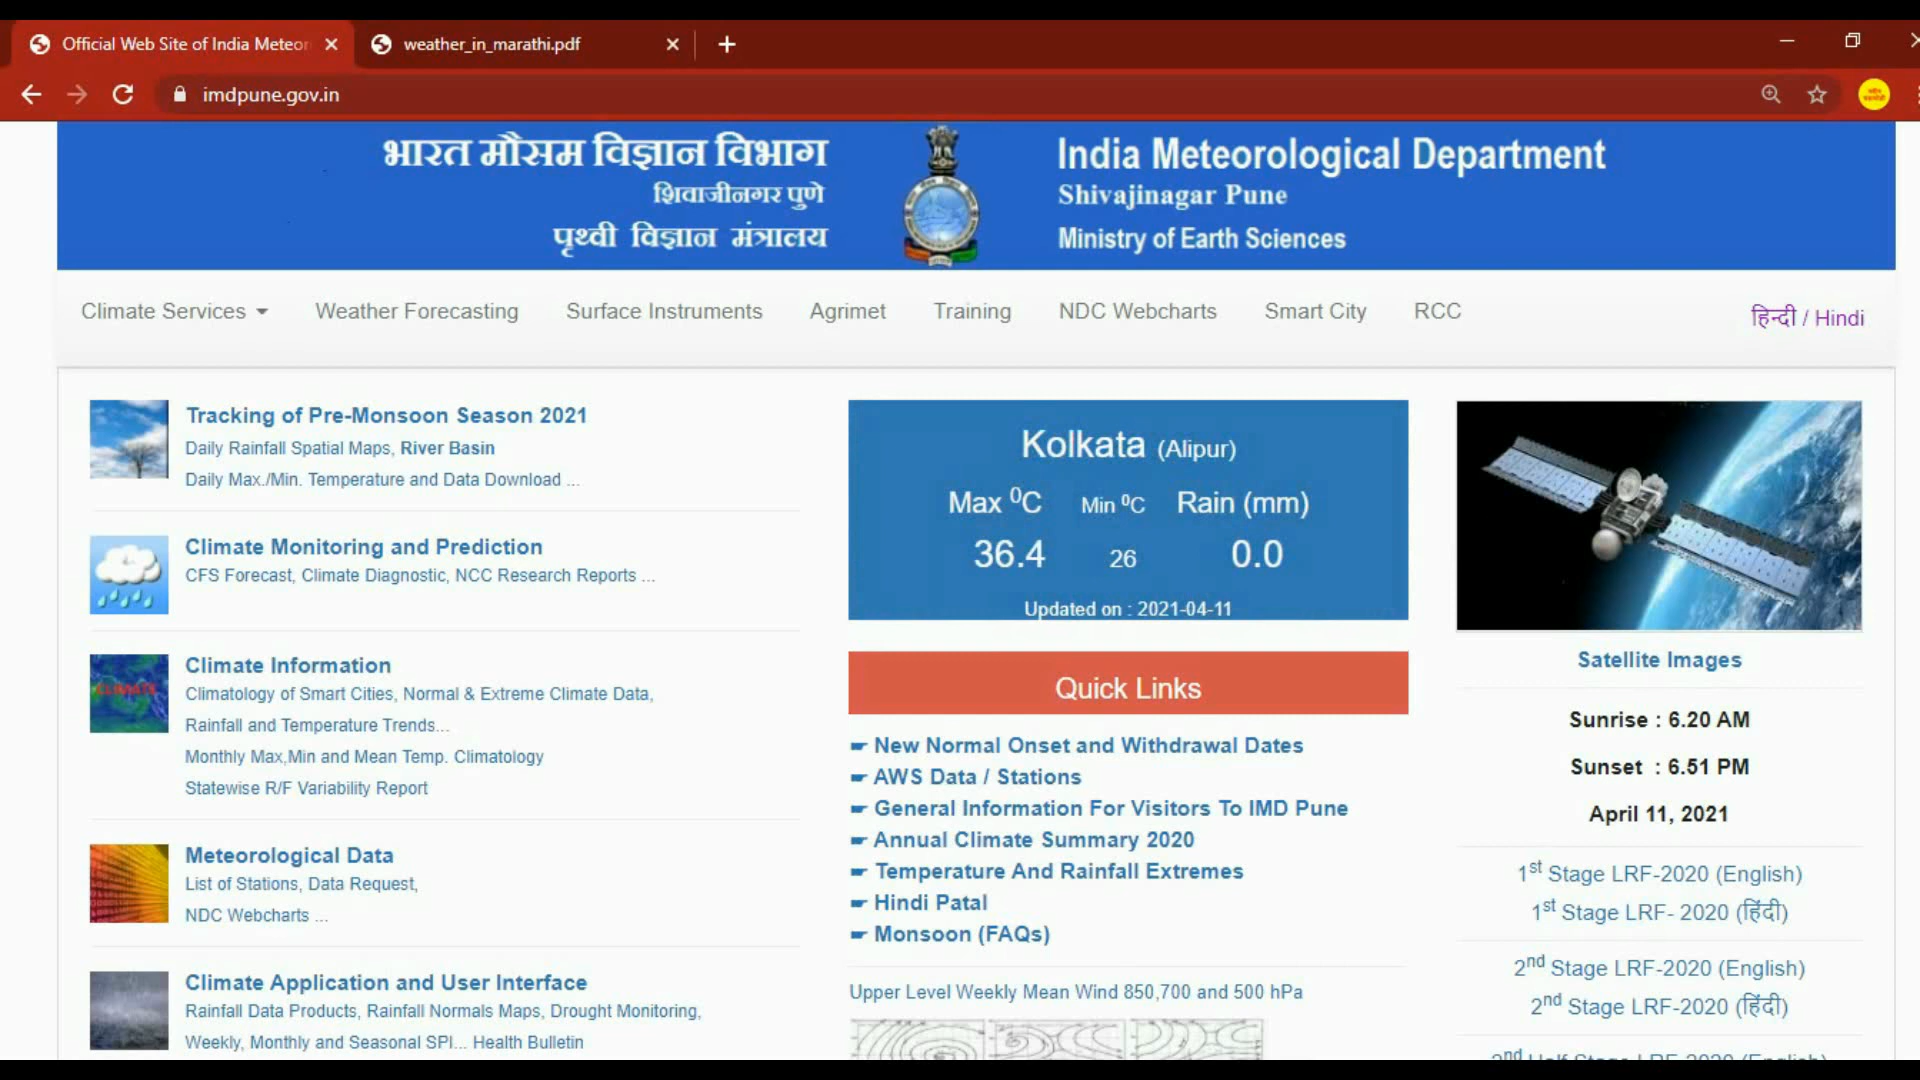 Official Web Site of India Meteor
weather_in_marathi.pdf
imdpune.gov.in
भारत मौसम विज्ञान विभाग
शिवाजीनगर पुणे
पृथ्वी विज्ञान मंत्रालय
India Meteorological Department
Shivajinagar Pune
Ministry of Earth Sciences
Climate Services
Weather Forecasting
Surface Instruments
Agrimet
Training
NDC Webcharts
Smart City
RCC
हिन्दी / Hindi
Tracking of Pre-Monsoon Season 2021
Daily Rainfall Spatial Maps, River Basin
Daily Max./Min. Temperature and Data Download ...
Climate Monitoring and Prediction
CFS Forecast, Climate Diagnostic, NCC Research Reports ...
CLIMATE
Climate Information
Climatology of Smart Cities, Normal & Extreme Climate Data,
Rainfall and Temperature Trends...
Monthly Max,Min and Mean Temp. Climatology
Statewise R/F Variability Report
Meteorological Data
List of Stations, Data Request,
NDC Webcharts ...
Climate Application and User Interface
Rainfall Data Products, Rainfall Normals Maps, Drought Monitoring,
Weekly, Monthly and Seasonal SPI... Health Bulletin
Kolkata (Alipur)
Max ⁰C Min ⁰C Rain (mm)
36.4 26 0.0
Updated on : 2021-04-11
Quick Links
New Normal Onset and Withdrawal Dates
AWS Data / Stations
General Information For Visitors To IMD Pune
Annual Climate Summary 2020
Temperature And Rainfall Extremes
Hindi Patal
Monsoon (FAQs)
Upper Level Weekly Mean Wind 850,700 and 500 hPa
Satellite Images
Sunrise : 6.20 AM
Sunset : 6.51 PM
April 11, 2021
1st Stage LRF-2020 (English)
1st Stage LRF- 2020 (हिंदी)
2nd Stage LRF-2020 (English)
2nd Stage LRF-2020 (हिंदी)
2nd Half Stage LRF-2020 (English)